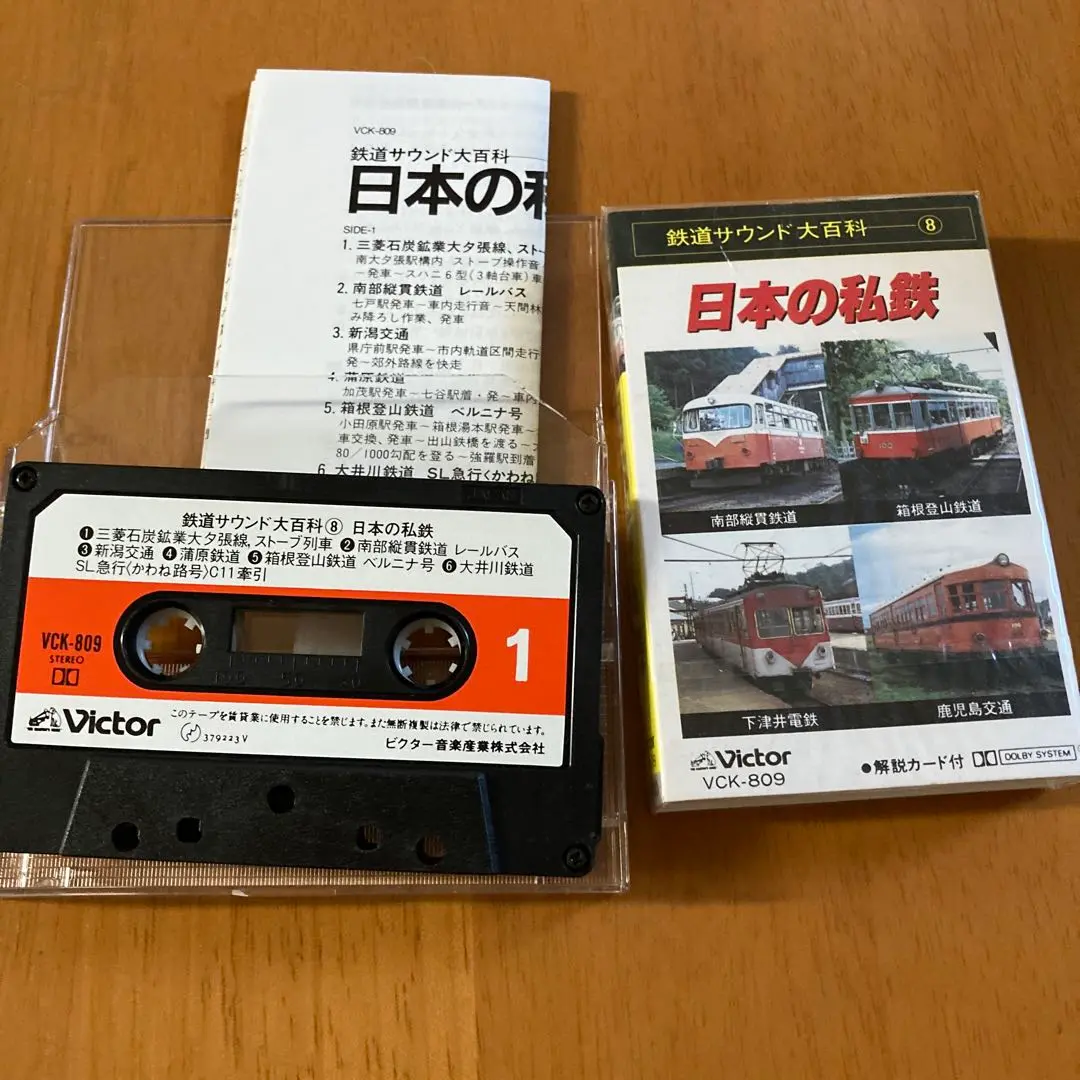 VCK-809
鉄道サウンド大百科
日本の私
SIDE-1
1. 三菱石炭鉱業大夕張線、ストー
南大夕張駅構内 ストーブ操作音
〜発車〜スハニ6型(3軸台車)車
2. 南部縦貫鉄道 レールバス
七戸駅発車〜車内走行音〜天間林
み降ろし作業、発車
3. 新潟交通
県庁前駅発車〜市内軌道区間走行
発〜郊外路線を快走
4. 蒲原鉄道
加茂駅発車〜七谷駅着・発〜車内
5. 箱根登山鉄道 ベルニナ号
小田原駅発車〜箱根湯本駅発車〜
車交換、発車〜出山鉄橋を渡る〜
80/1000勾配を登る〜強羅駅到着
6. 大井川鉄道 SL急行〈かわね
鉄道サウンド大百科⑧ 日本の私鉄
❶三菱石炭鉱業大夕張線,ストーブ列車 ❷南部縦貫鉄道 レールバス
❸新潟交通 ❹蒲原鉄道 ❺箱根登山鉄道 ベルニナ号 ❻大井川鉄道
SL急行〈かわね路号〉C11牽引
VCK-809
STEREO
1
100 50 20
Victor
このテープを賃貸業に使用することを禁じます。また無断複製は法律で禁じられています。
379223V
ビクター音楽産業株式会社
鉄道サウンド大百科—⑧
日本の私鉄
南部縦貫鉄道
箱根登山鉄道
下津井電鉄
鹿児島交通
Victor
VCK-809
●解説カード付
DOLBY SYSTEM